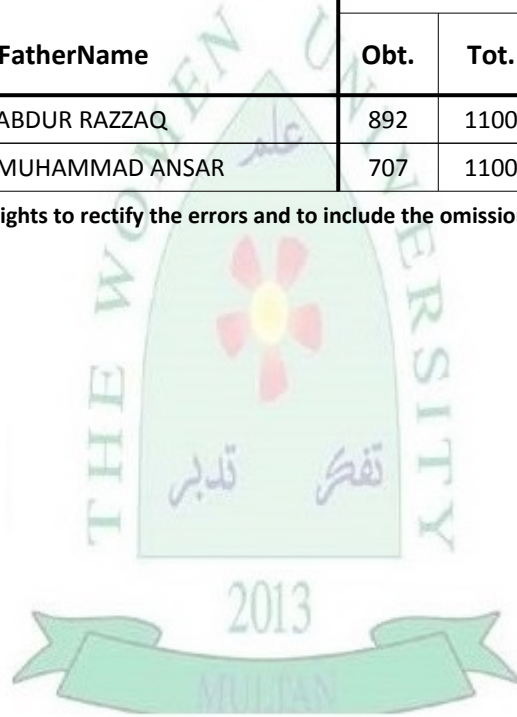 FatherName Obt. Tot.
ABDUR RAZZAQ 892 1100
MUHAMMAD ANSAR 707 1100
ights to rectify the errors and to include the omission
THE WOMEN UNIVERSITY
علم
تدبر تفکر
2013
MULTAN